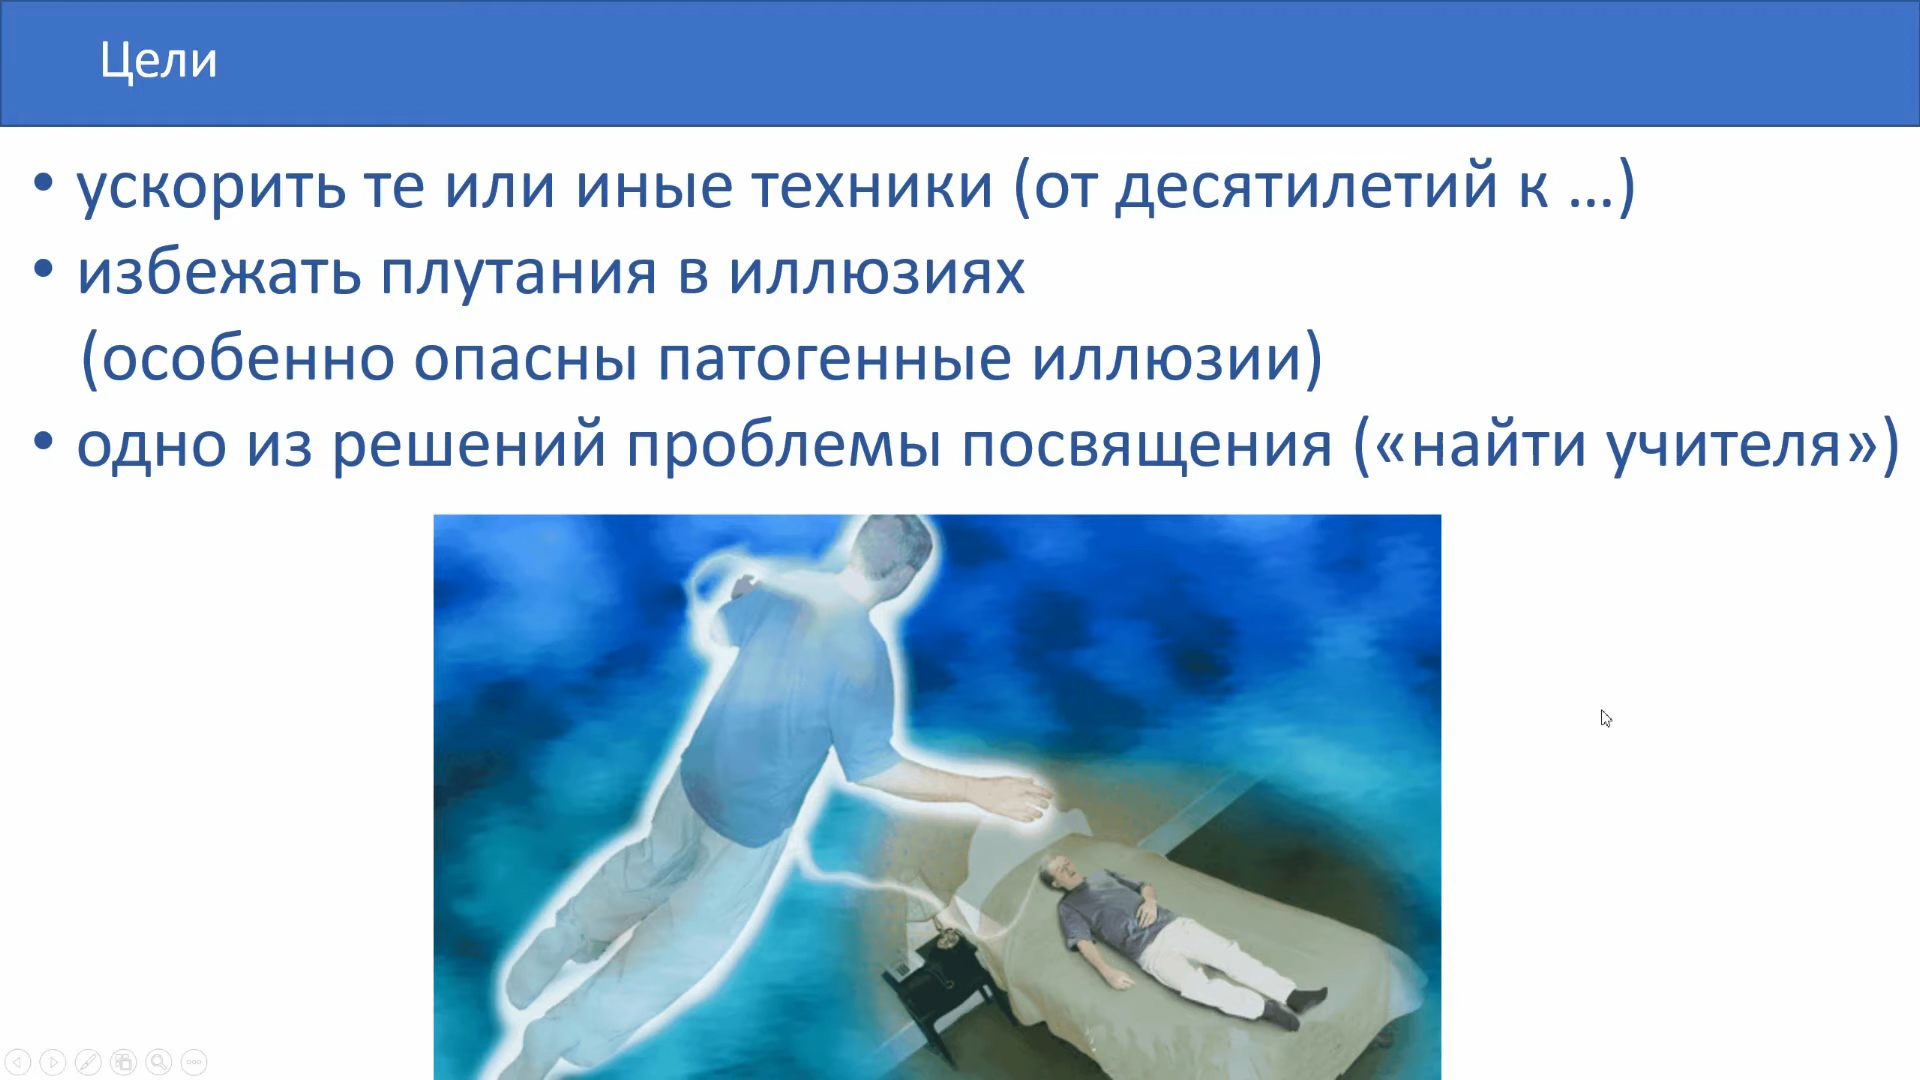 Цели
• ускорить те или иные техники (от десятилетий к ...)
• избежать плутания в иллюзиях
(особенно опасны патогенные иллюзии)
• одно из решений проблемы посвящения («найти учителя»)